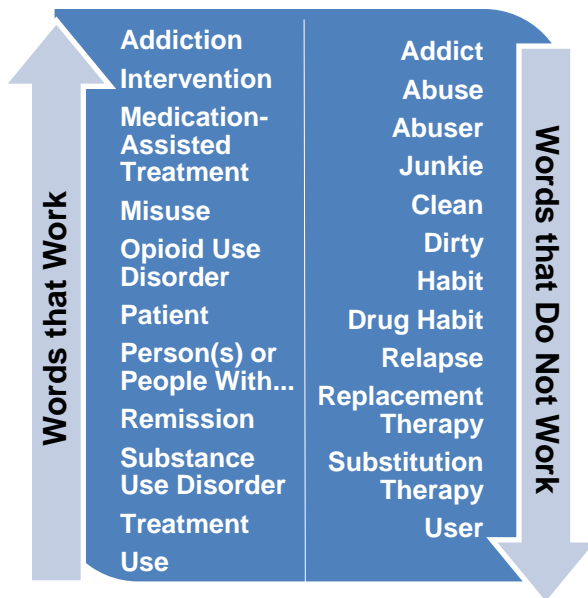 Words that Work
Addiction
Intervention
Medication-
Assisted
Treatment
Misuse
Opioid Use
Disorder
Patient
Person(s) or
People With...
Remission
Substance
Use Disorder
Treatment
Use
Addict
Abuse
Abuser
Junkie
Clean
Dirty
Habit
Drug Habit
Relapse
Replacement
Therapy
Substitution
Therapy
User
Words that Do Not Work